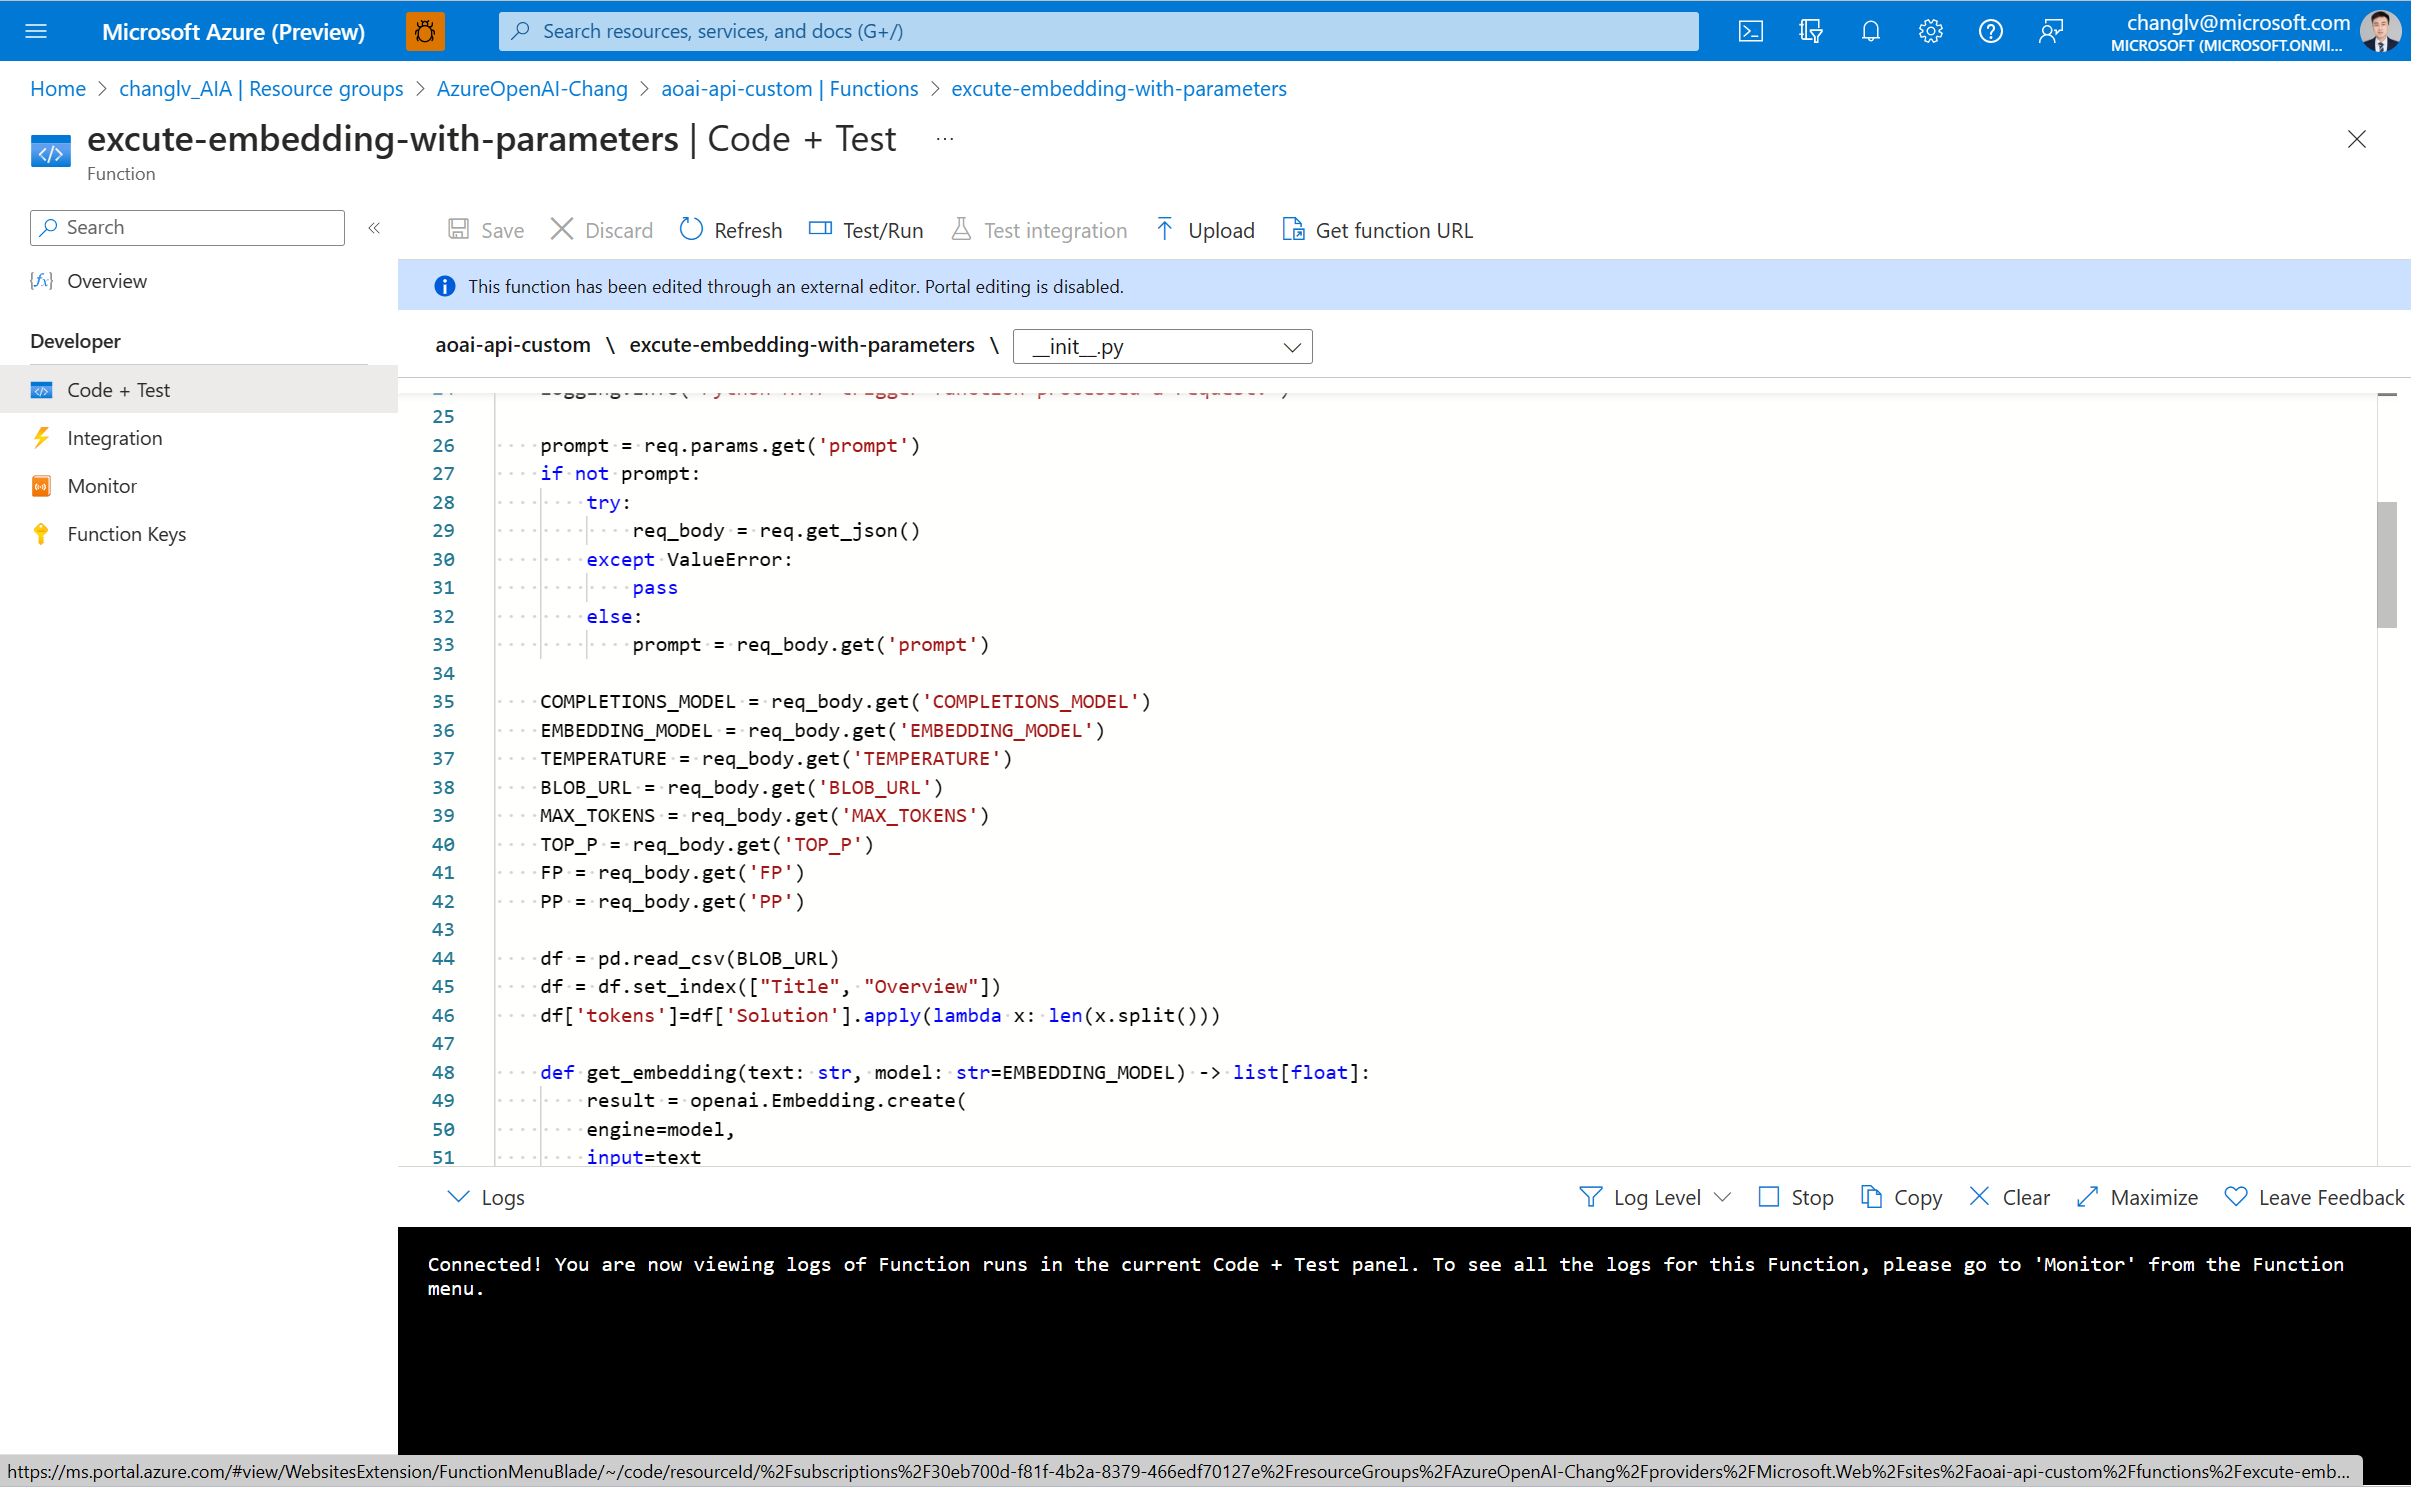 Microsoft Azure (Preview)
Search resources, services, and docs (G+/)
changlv@microsoft.com
MICROSOFT (MICROSOFT.ONMI...
Home > changlv_AIA | Resource groups > AzureOpenAI-Chang > aoai-api-custom | Functions > excute-embedding-with-parameters
excute-embedding-with-parameters | Code + Test ...
Function
Search
Overview
Developer
Code + Test
Integration
Monitor
Function Keys
Save Discard Refresh Test/Run Test integration Upload Get function URL
This function has been edited through an external editor. Portal editing is disabled.
aoai-api-custom \ excute-embedding-with-parameters \ __init__.py
25
26 prompt = req.params.get('prompt')
27 if not prompt:
28 try:
29 req_body = req.get_json()
30 except ValueError:
31 pass
32 else:
33 prompt = req_body.get('prompt')
34
35 COMPLETIONS_MODEL = req_body.get('COMPLETIONS_MODEL')
36 EMBEDDING_MODEL = req_body.get('EMBEDDING_MODEL')
37 TEMPERATURE = req_body.get('TEMPERATURE')
38 BLOB_URL = req_body.get('BLOB_URL')
39 MAX_TOKENS = req_body.get('MAX_TOKENS')
40 TOP_P = req_body.get('TOP_P')
41 FP = req_body.get('FP')
42 PP = req_body.get('PP')
43
44 df = pd.read_csv(BLOB_URL)
45 df = df.set_index(["Title", "Overview"])
46 df['tokens']=df['Solution'].apply(lambda x: len(x.split()))
47
48 def get_embedding(text: str, model: str=EMBEDDING_MODEL) -> list[float]:
49 result = openai.Embedding.create(
50 engine=model,
51 input=text
Logs
Log Level Stop Copy Clear Maximize Leave Feedback
Connected! You are now viewing logs of Function runs in the current Code + Test panel. To see all the logs for this Function, please go to 'Monitor' from the Function
menu.
https://ms.portal.azure.com/#view/WebsitesExtension/FunctionMenuBlade/~/code/resourceId/%2Fsubscriptions%2F30eb700d-f81f-4b2a-8379-466edf70127e%2FresourceGroups%2FAzureOpenAI-Chang%2Fproviders%2FMicrosoft.Web%2Fsites%2Faoai-api-custom%2Ffunctions%2Fexcute-emb...